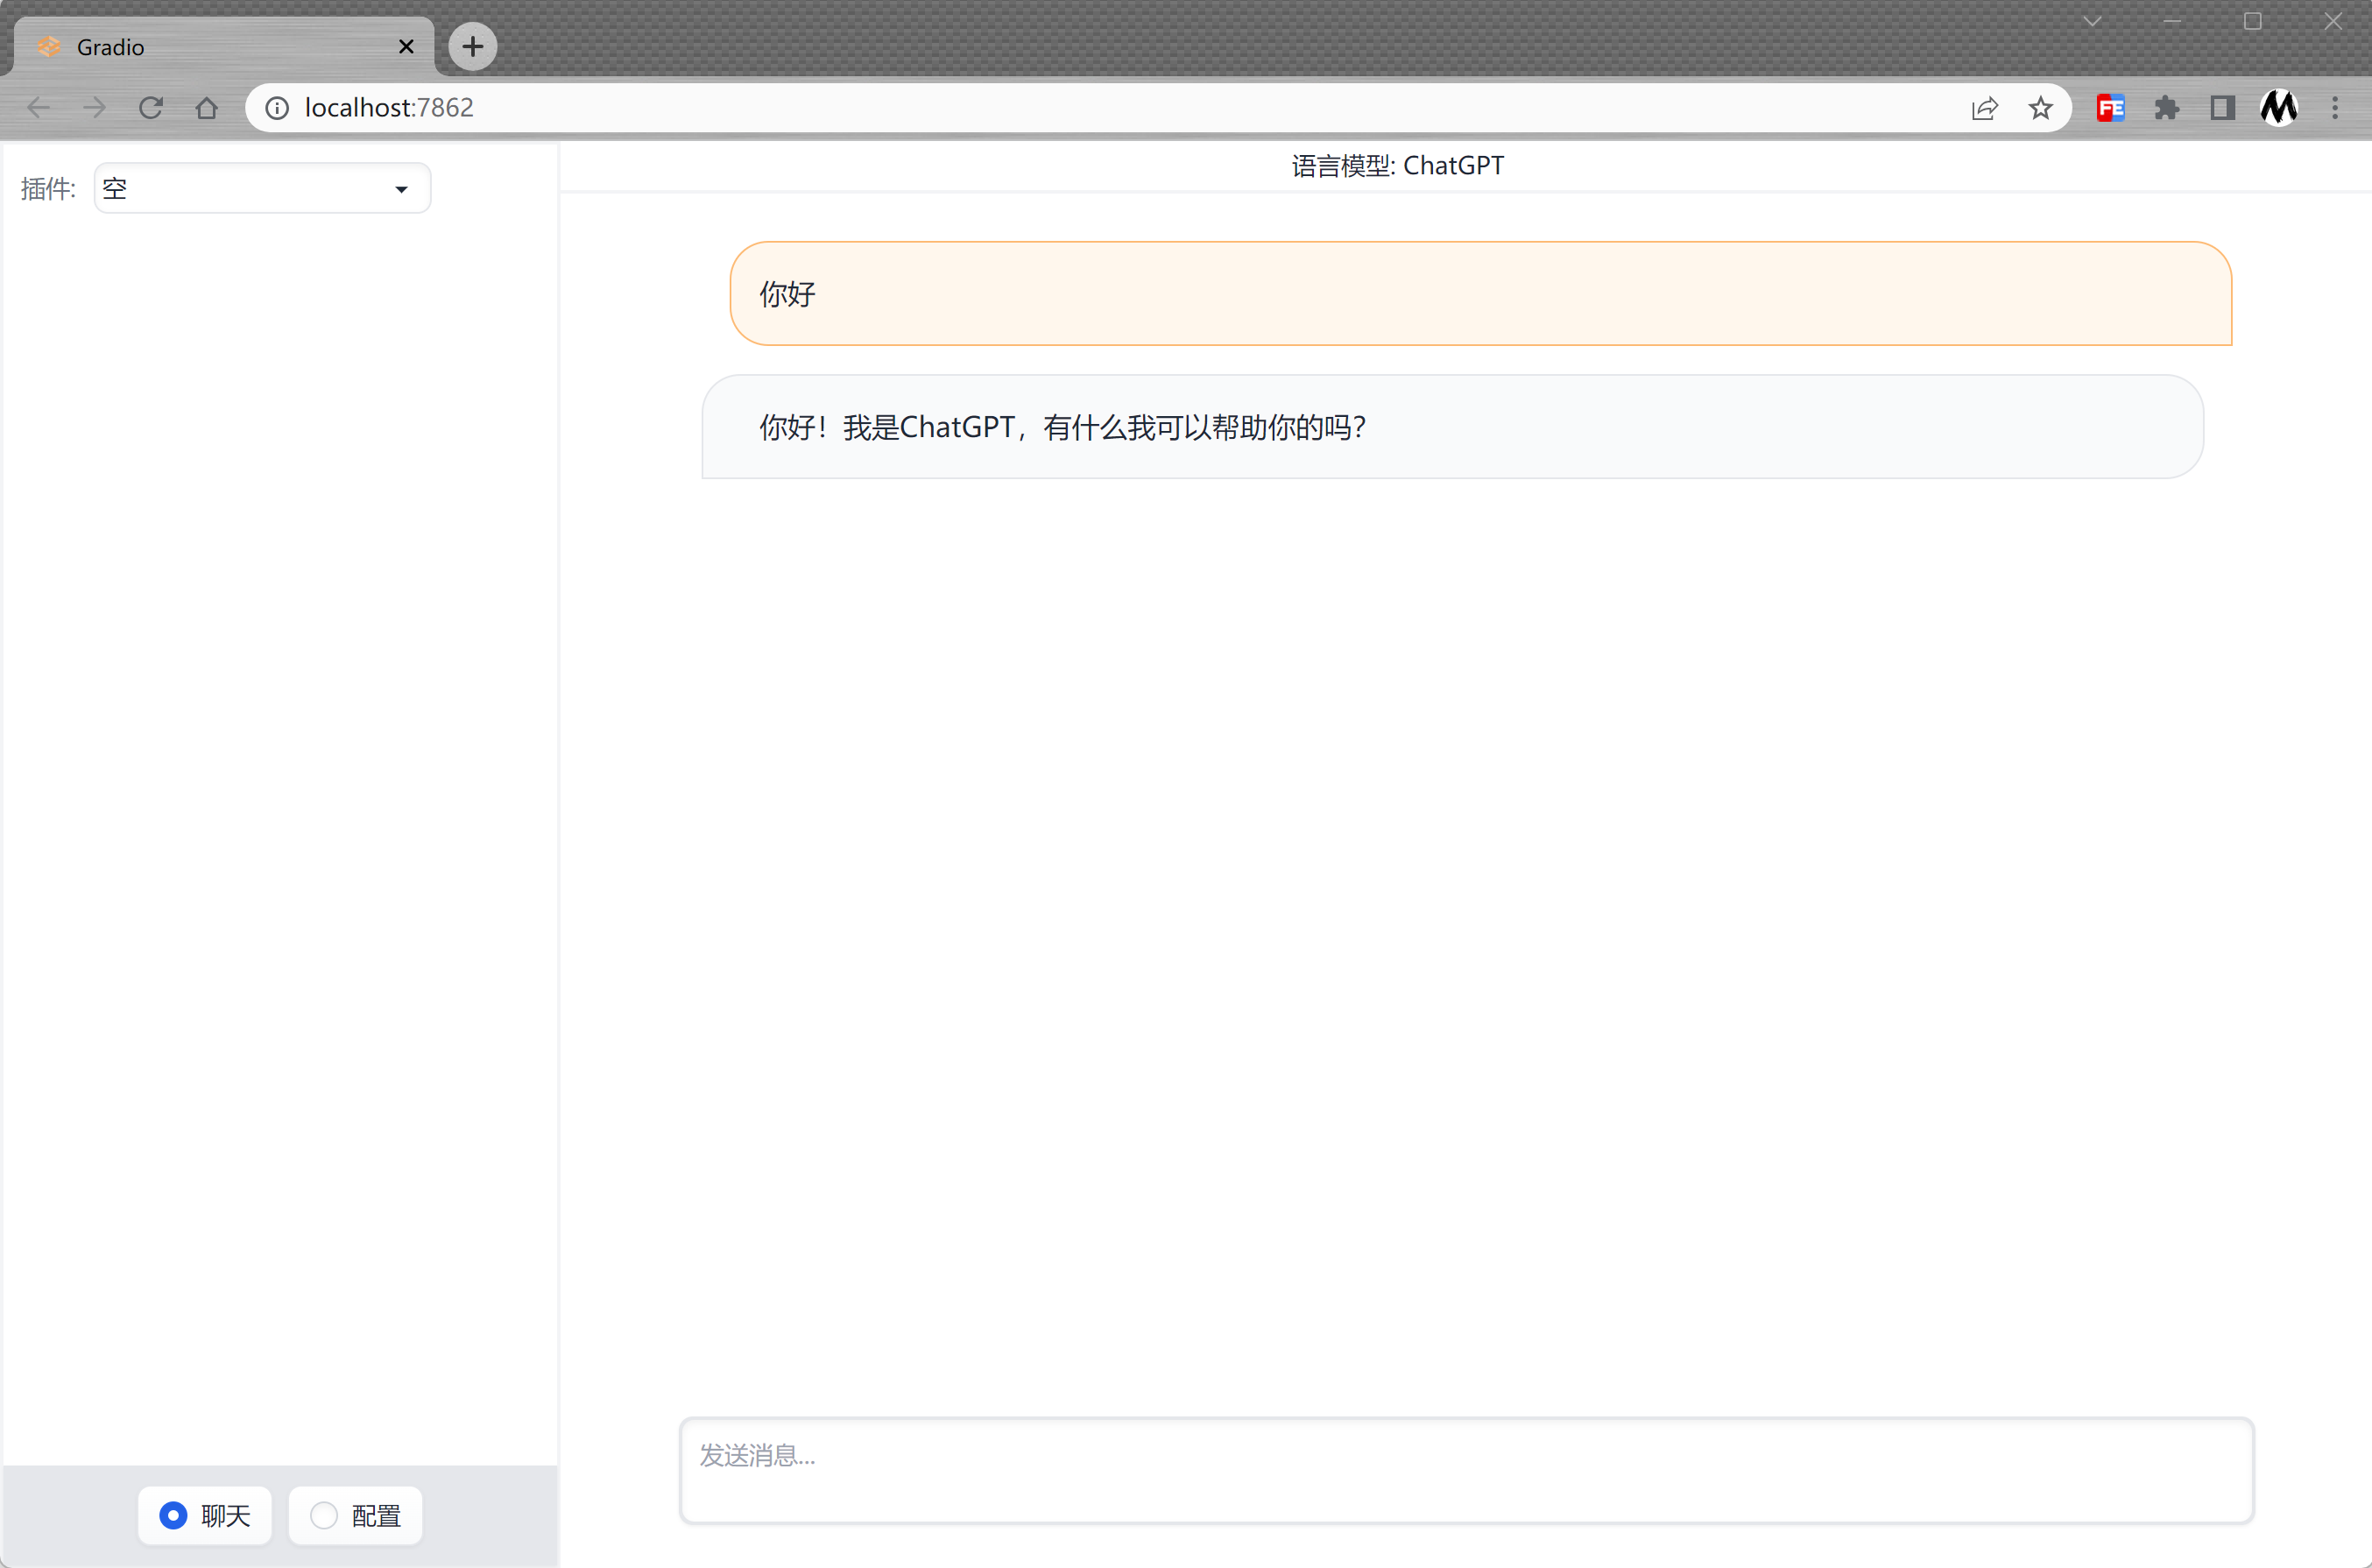 Gradio
localhost:7862
FE
插件:
空
语言模型: ChatGPT
你好
你好！我是ChatGPT，有什么我可以帮助你的吗？
发送消息...
聊天
配置